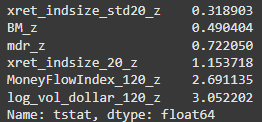 xret_indsize_std20_z    0.318903
BM_z                    0.490404
mdr_z                   0.722050
xret_indsize_20_z       1.153718
MoneyFlowIndex_120_z    2.691135
log_vol_dollar_120_z    3.052202
Name: tstat, dtype: float64